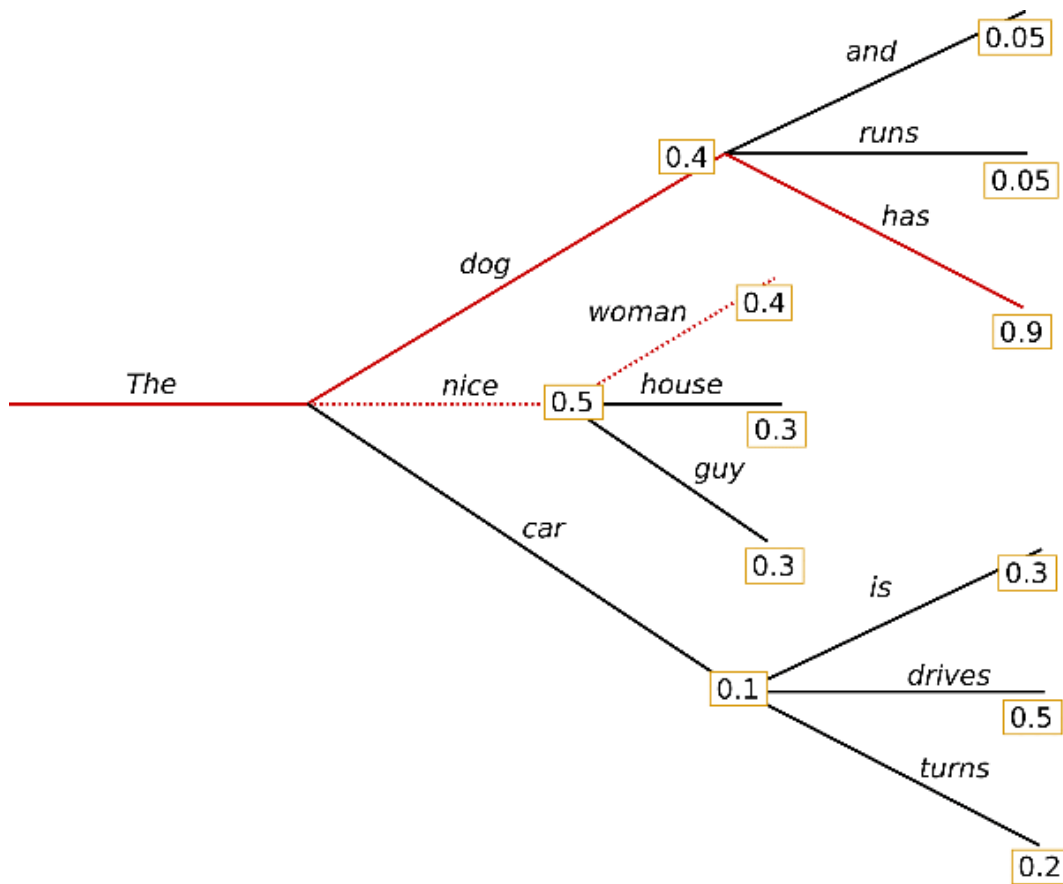 0.05
and
runs
0.4
0.05
has
dog
woman
0.4
0.9
The
nice
house
0.5
0.3
guy
car
0.3
is
0.3
drives
0.1
0.5
turns
0.2